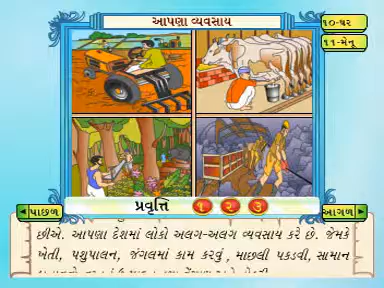 આપણા વ્યવસાય
૧૦-ઘર
૧૧-મેનૂ
પાછળ
પ્રવૃત્તિ
૧ ૨ ૩
આગળ
છીએ. આપણા દેશમાં લોકો અલગ-અલગ વ્યવસાય કરે છે. જેમકે
ખેતી, પશુપાલન, જંગલમાં કામ કરવું, માછલી પકડવી, સામાન